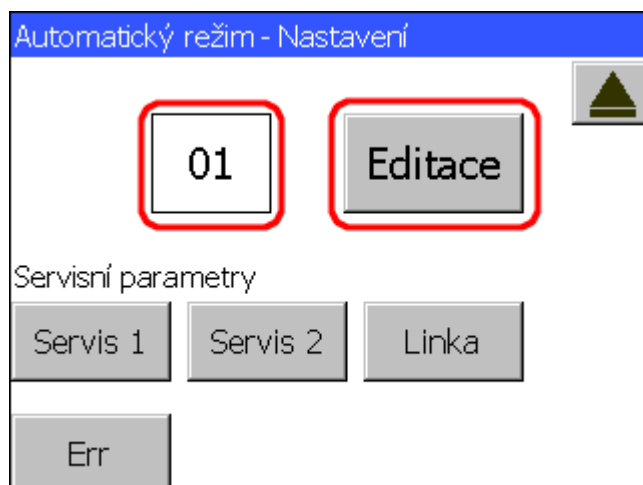 Automatický režim - Nastavení
01 Editace
Servisní parametry
Servis 1 Servis 2 Linka
Err